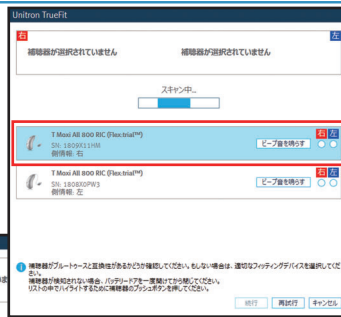 Unitron TrueFit
右 左
補聴器が選択されていません 補聴器が選択されていません
スキャン中...
T Moxi All 800 RIC (Flex:trial™)
右 左
SN: 1809X11HM
ビープ音を鳴らす
側情報: 右
T Moxi All 800 RIC (Flex:trial™)
右 左
SN: 1808X0PW3
ビープ音を鳴らす
側情報: 左
補聴器がブルートゥースと互換性があるかどうか確認してください。もしない場合は、適切なフィッティングデバイスを選択してくだ
さい。
補聴器が検知されない場合、バッテリードアを一度開けてから閉じてください。
リストの中でハイライトするために補聴器のプッシュボタンを押してください。
続行 再試行 キャンセル